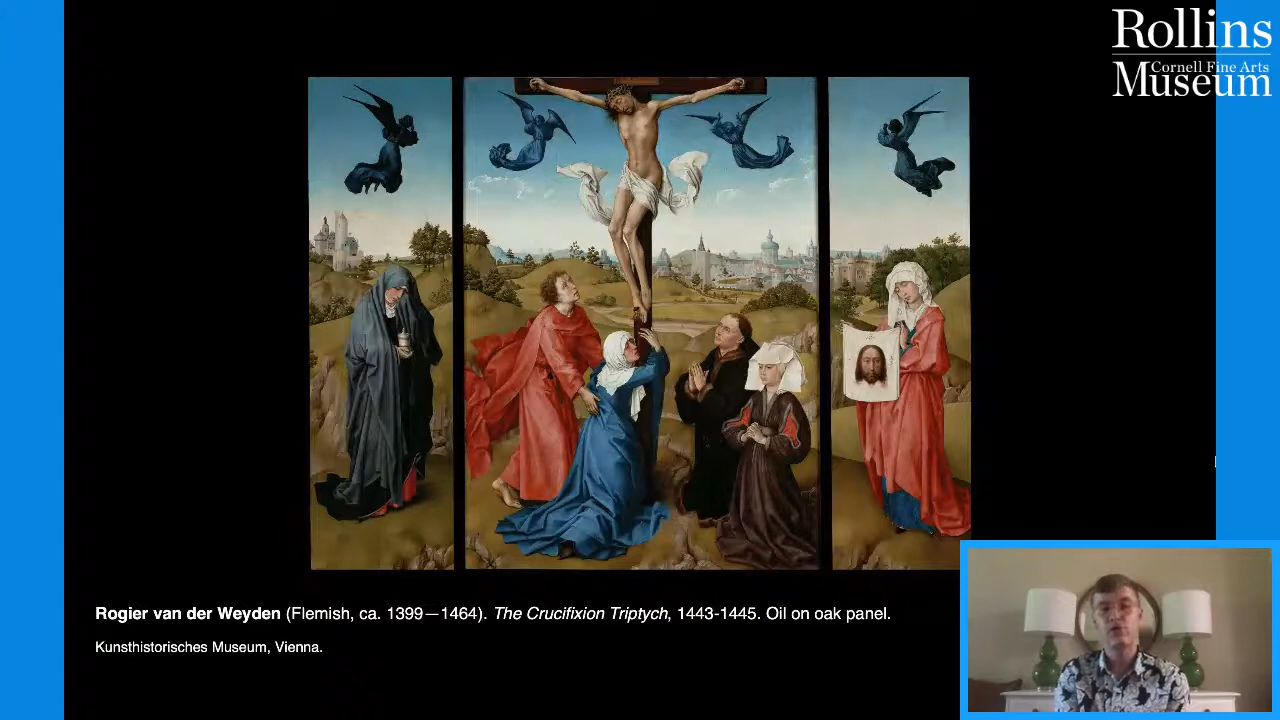 Rollins
Cornell Fine Arts
Museum
Rogier van der Weyden (Flemish, ca. 1399—1464). The Crucifixion Triptych, 1443-1445. Oil on oak panel.
Kunsthistorisches Museum, Vienna.